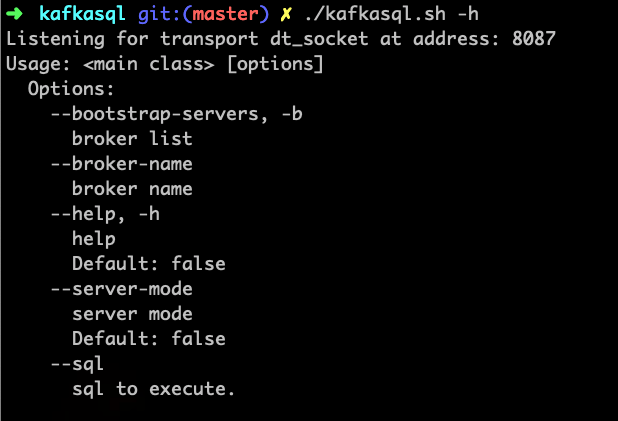 ➜ kafkasql git:(master) ✗ ./kafkasql.sh -h
Listening for transport dt_socket at address: 8087
Usage: <main class> [options]
  Options:
    --bootstrap-servers, -b
      broker list
    --broker-name
      broker name
    --help, -h
      help
      Default: false
    --server-mode
      server mode
      Default: false
    --sql
      sql to execute.